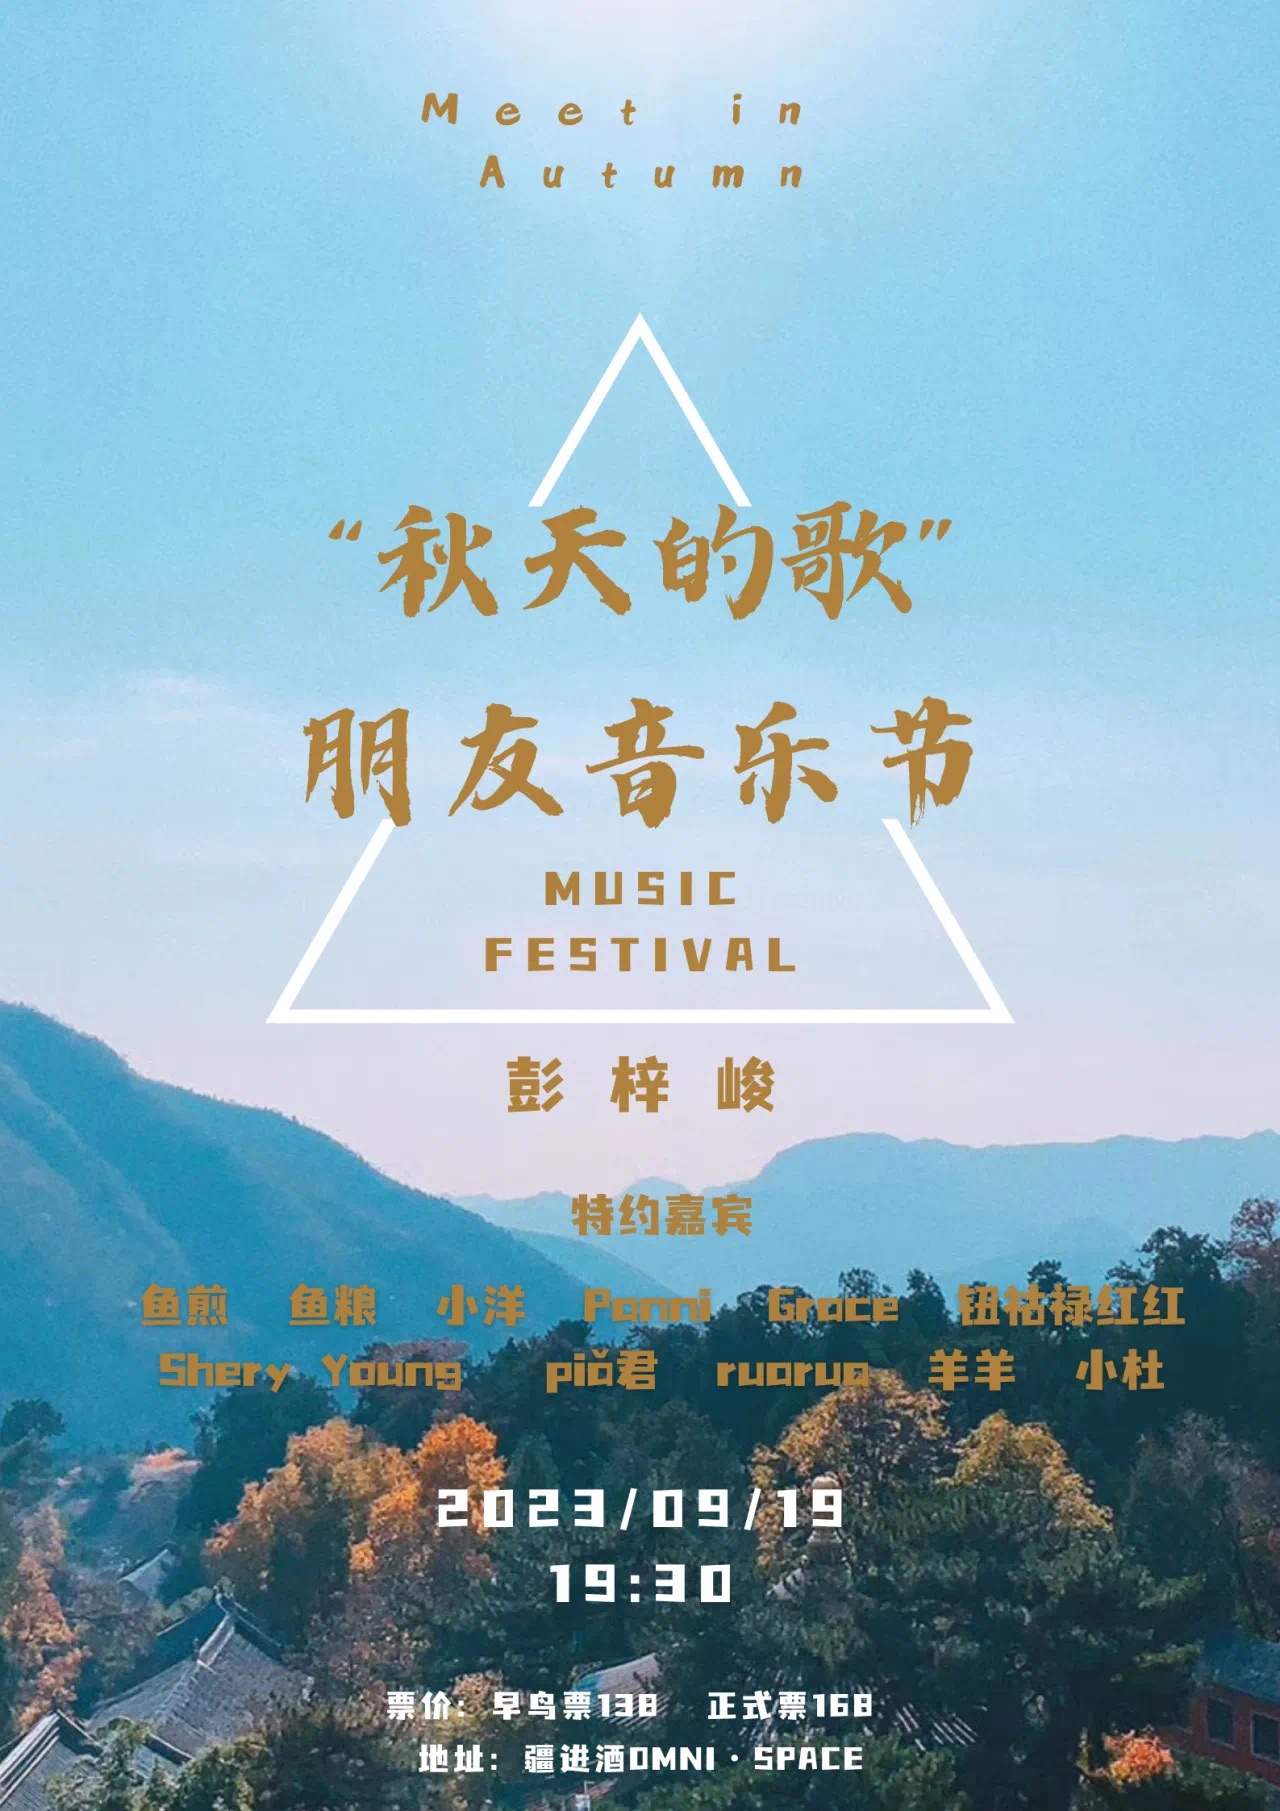 Meet in
Autumn
“秋天的歌”
朋友音乐节
MUSIC
FESTIVAL
彭梓峻
特约嘉宾
鱼煎 鱼粮 小洋 Panni Grace 钮祜禄红红
Shery Young piǎ君 ruarua 羊羊 小杜
2023/09/19
19:30
票价：早鸟票138 正式票168
地址：疆进酒OMNI·SPACE